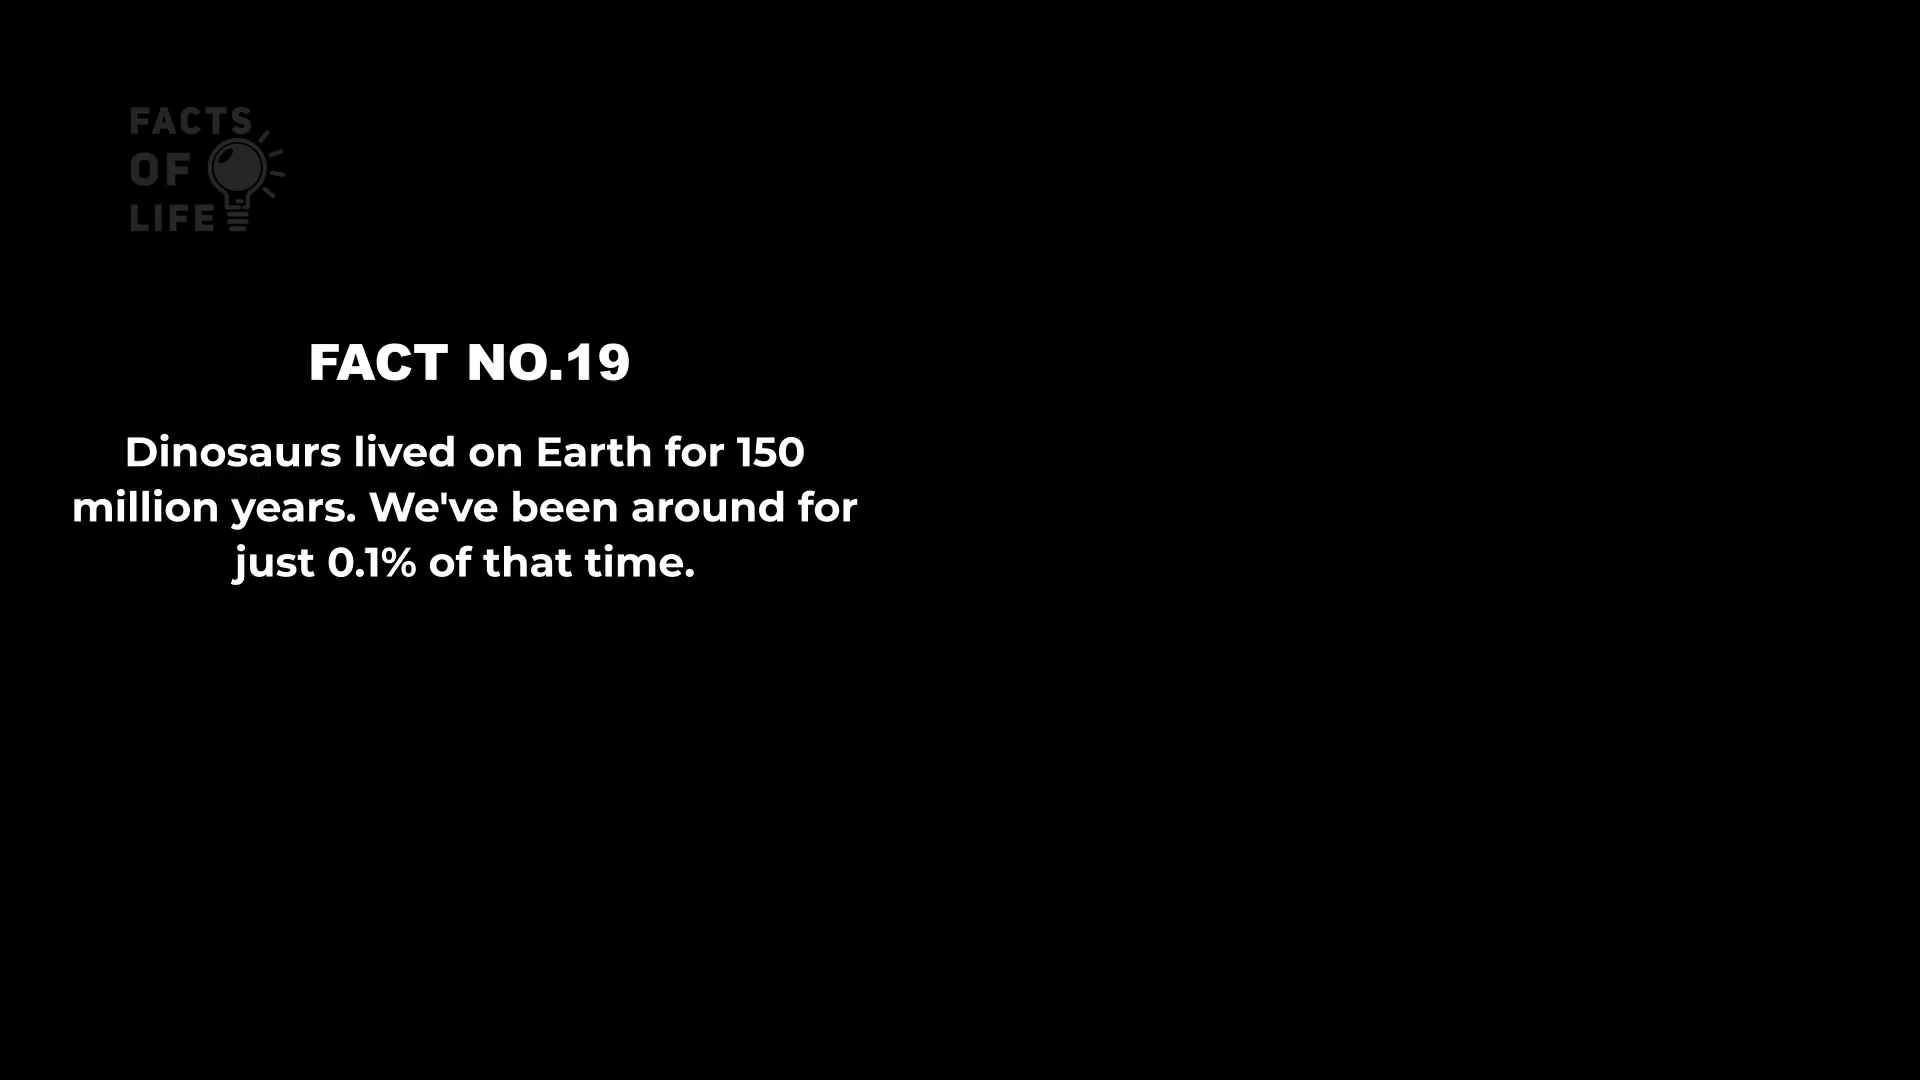 FACTS
OF
LIFE
FACT NO.19
Dinosaurs lived on Earth for 150
million years. We've been around for
just 0.1% of that time.